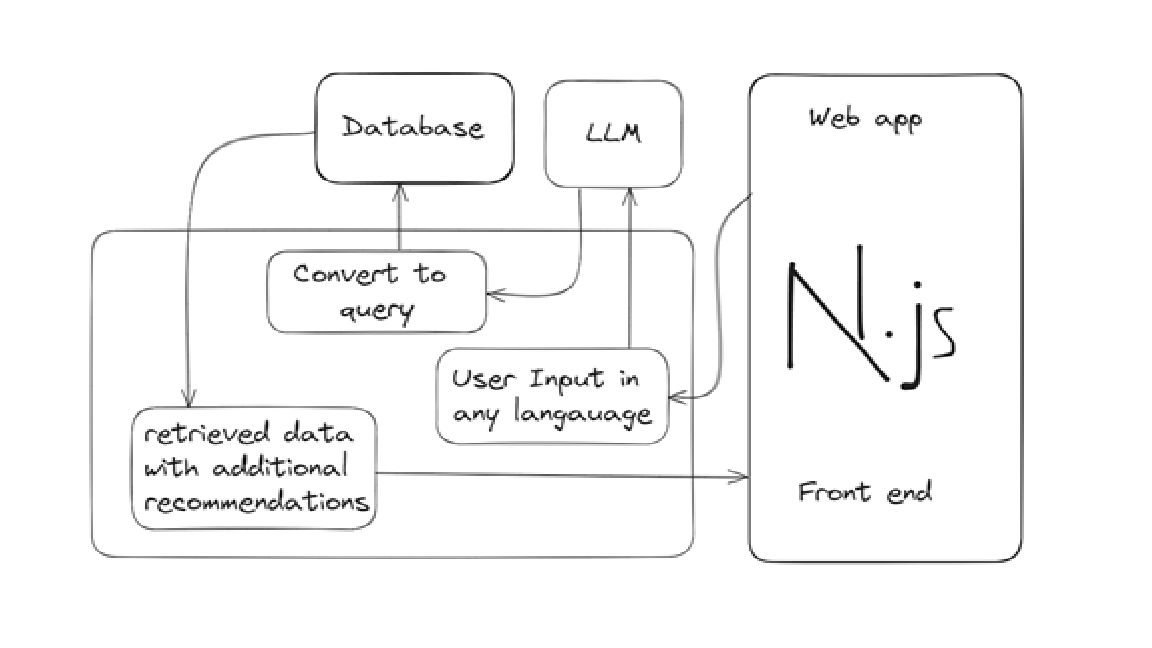 Database
LLM
Web app
Convert to
query
N.js
User Input in
any langauage
retrieved data
with additional
recommendations
Front end